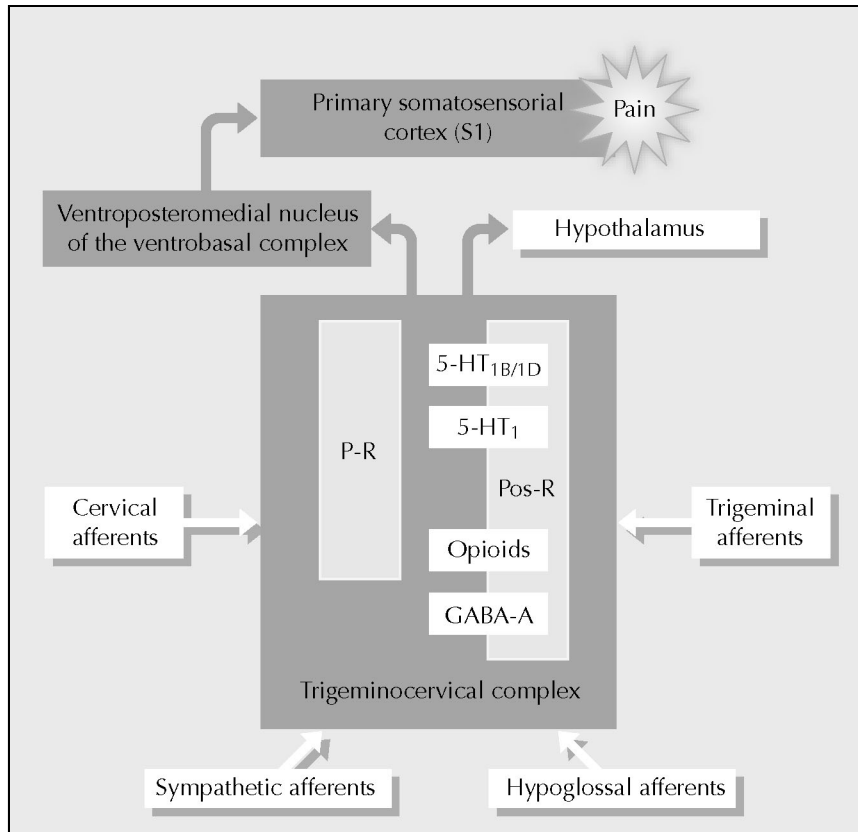 Primary somatosensorial
cortex (S1)
Pain
Ventroposteromedial nucleus
of the ventrobasal complex
Hypothalamus
5-HT1B/1D
5-HT1
P-R
Pos-R
Cervical
afferents
Trigeminal
afferents
Opioids
GABA-A
Trigeminocervical complex
Sympathetic afferents
Hypoglossal afferents